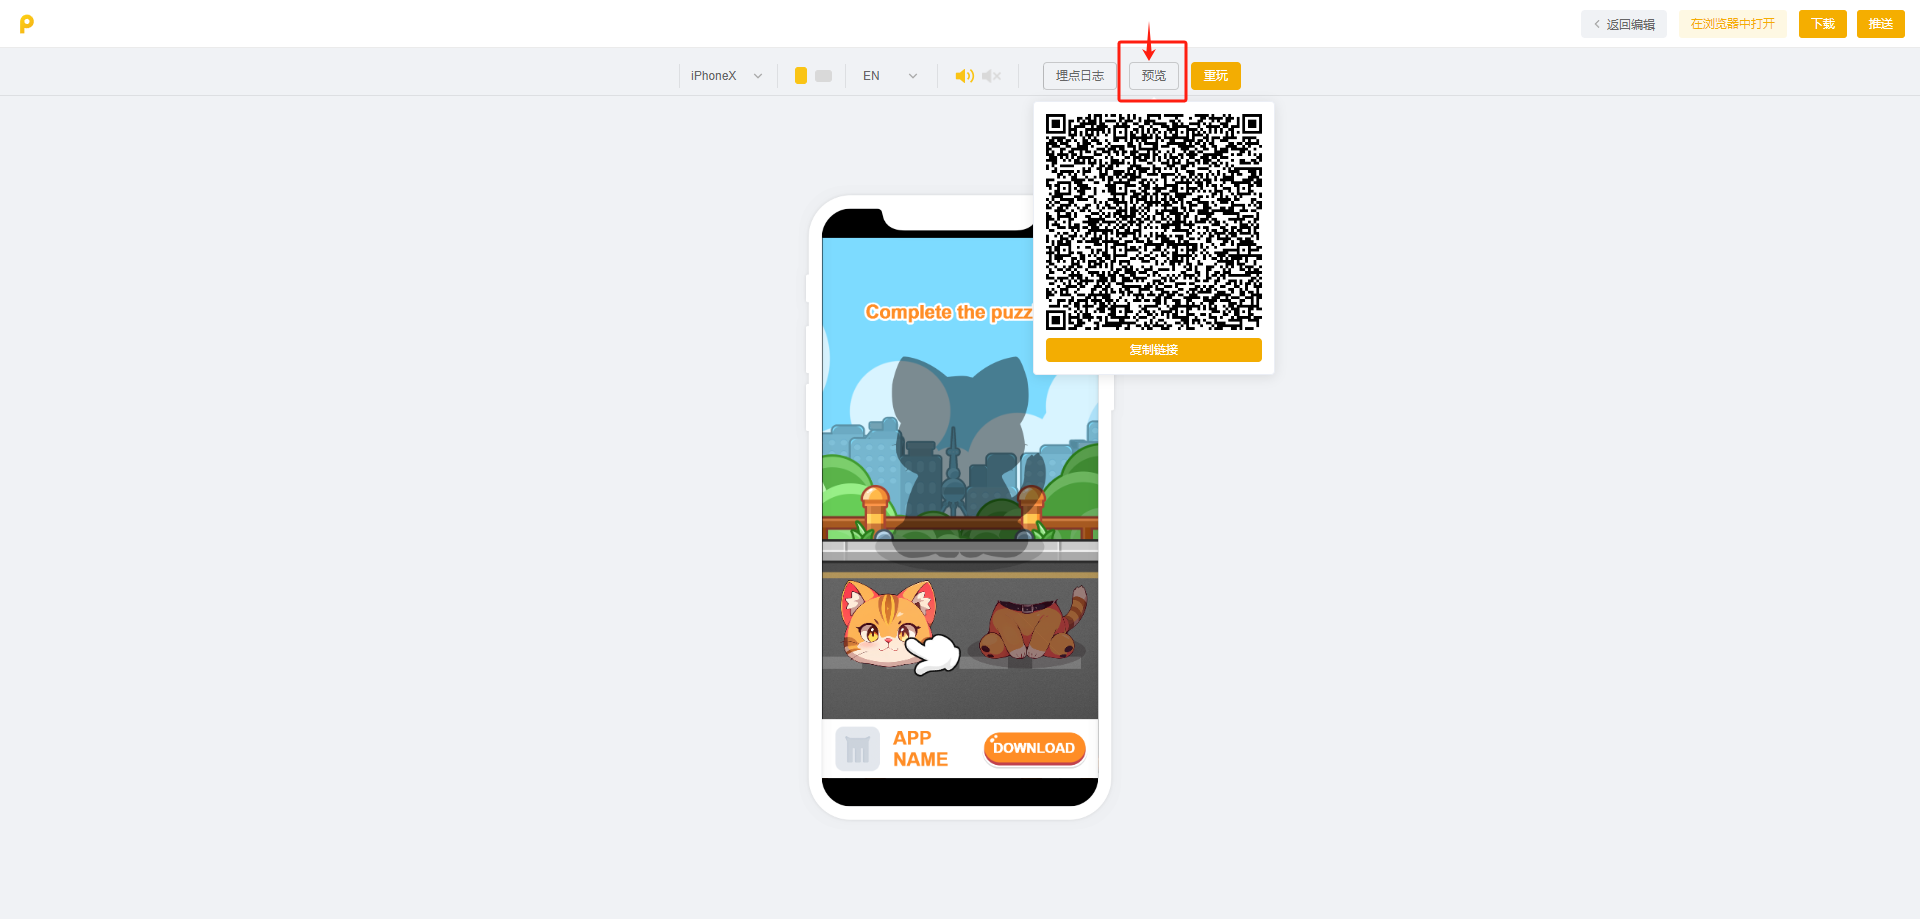 返回编辑
在浏览器中打开
下载
推送
iPhoneX
EN
埋点日志
预览
重玩
复制链接
Complete the puzz
APP
NAME
DOWNLOAD